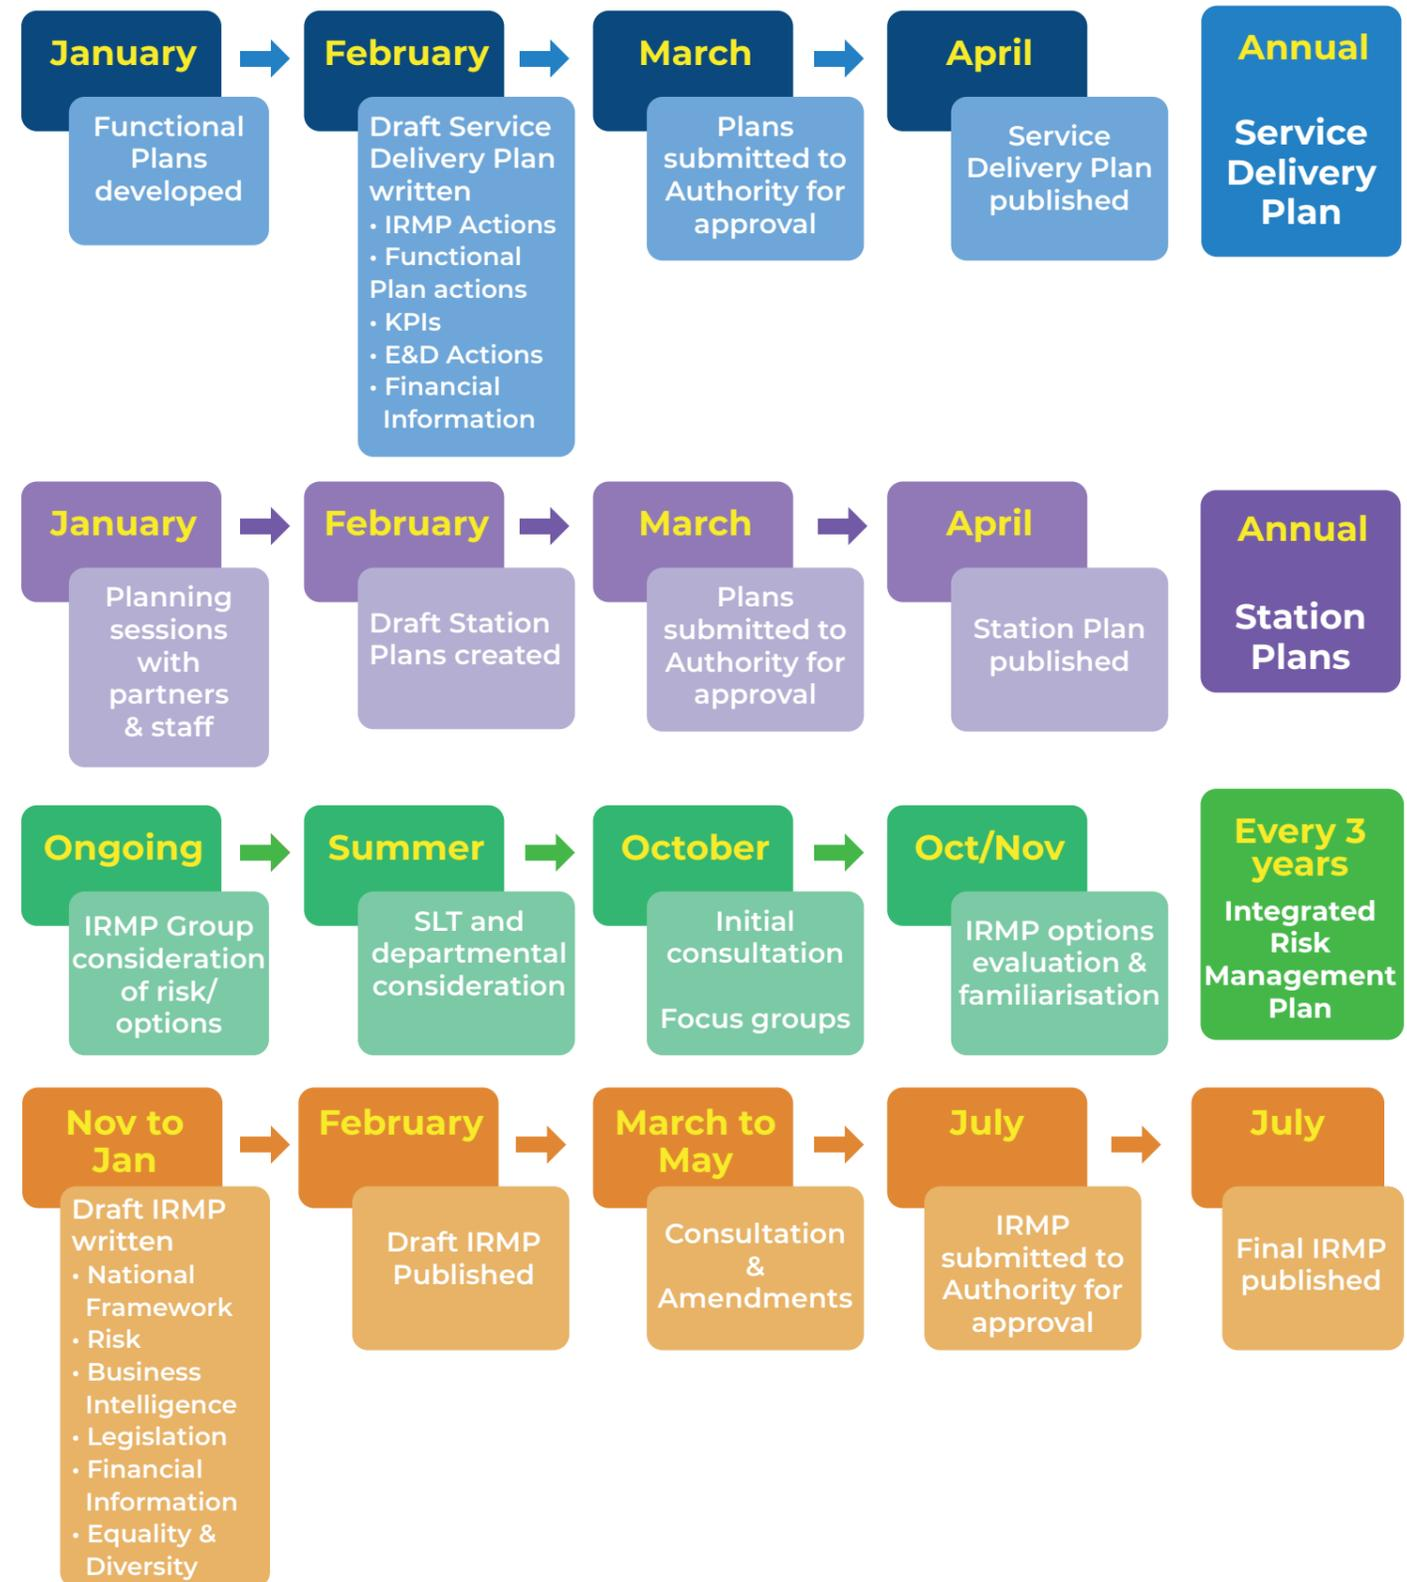 January
Functional
Plans
developed
February
Draft Service
Delivery Plan
written
• IRMP Actions
• Functional
Plan actions
• KPIs
• E&D Actions
• Financial
Information
March
Plans
submitted to
Authority for
approval
April
Service
Delivery Plan
published
Annual
Service
Delivery
Plan
January
Planning
sessions
with
partners
& staff
February
Draft Station
Plans created
March
Plans
submitted to
Authority for
approval
April
Station Plan
published
Annual
Station
Plans
Ongoing
IRMP Group
consideration
of risk/
options
Summer
SLT and
departmental
consideration
October
Initial
consultation
Focus groups
Oct/Nov
IRMP options
evaluation &
familiarisation
Every 3
years
Integrated
Risk
Management
Plan
Nov to
Jan
Draft IRMP
written
• National
Framework
• Risk
• Business
Intelligence
• Legislation
• Financial
Information
• Equality &
Diversity
February
Draft IRMP
Published
March to
May
Consultation
&
Amendments
July
IRMP
submitted to
Authority for
approval
July
Final IRMP
published